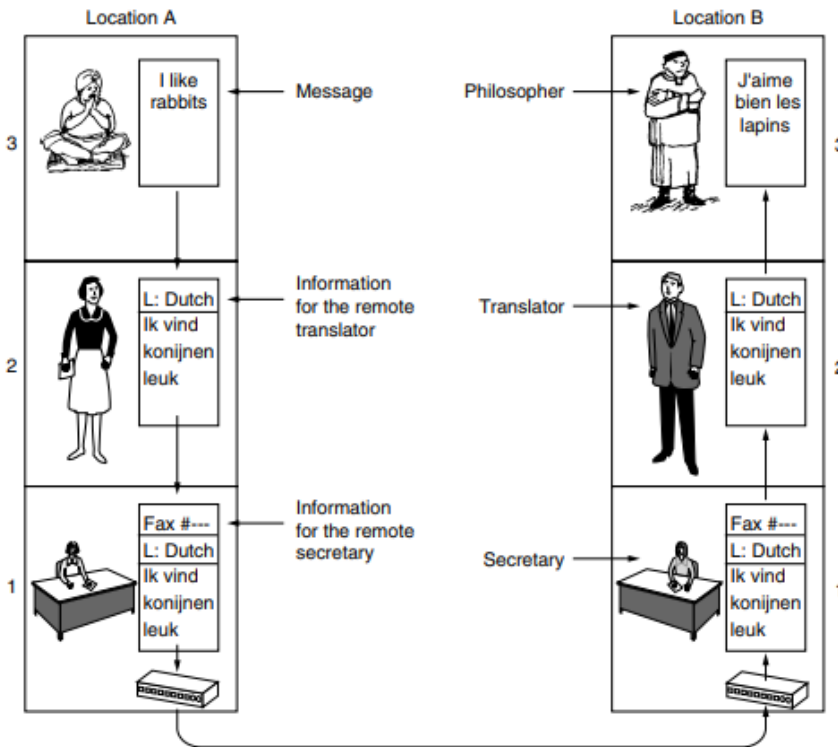 Location A
Location B
I like
rabbits
Message
Philosopher
J'aime
bien les
lapins
3
3
Information
for the remote
translator
L: Dutch
Ik vind
konijnen
leuk
Translator
L: Dutch
Ik vind
konijnen
leuk
2
2
Information
for the remote
secretary
Fax #---
L: Dutch
Ik vind
konijnen
leuk
Secretary
Fax #---
L: Dutch
Ik vind
konijnen
leuk
1